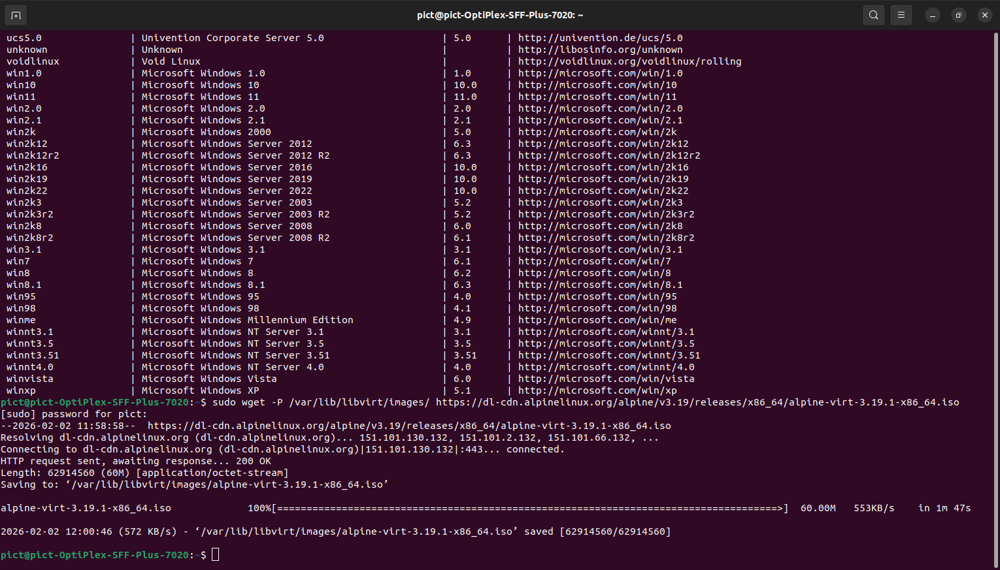 pict@pict-OptiPlex-SFF-Plus-7020: ~
ucs5.0 | Univention Corporate Server 5.0 | 5.0 | http://univention.de/ucs/5.0
unknown | Unknown | | http://libosinfo.org/unknown
voidlinux | Void Linux | | http://voidlinux.org/voidlinux/rolling
win1.0 | Microsoft Windows 1.0 | 1.0 | http://microsoft.com/win/1.0
win10 | Microsoft Windows 10 | 10.0 | http://microsoft.com/win/10
win11 | Microsoft Windows 11 | 11.0 | http://microsoft.com/win/11
win2.0 | Microsoft Windows 2.0 | 2.0 | http://microsoft.com/win/2.0
win2.1 | Microsoft Windows 2.1 | 2.1 | http://microsoft.com/win/2.1
win2k | Microsoft Windows 2000 | 5.0 | http://microsoft.com/win/2k
win2k12 | Microsoft Windows Server 2012 | 6.3 | http://microsoft.com/win/2k12
win2k12r2 | Microsoft Windows Server 2012 R2 | 6.3 | http://microsoft.com/win/2k12r2
win2k16 | Microsoft Windows Server 2016 | 10.0 | http://microsoft.com/win/2k16
win2k19 | Microsoft Windows Server 2019 | 10.0 | http://microsoft.com/win/2k19
win2k22 | Microsoft Windows Server 2022 | 10.0 | http://microsoft.com/win/2k22
win2k3 | Microsoft Windows Server 2003 | 5.2 | http://microsoft.com/win/2k3
win2k3r2 | Microsoft Windows Server 2003 R2 | 5.2 | http://microsoft.com/win/2k3r2
win2k8 | Microsoft Windows Server 2008 | 6.0 | http://microsoft.com/win/2k8
win2k8r2 | Microsoft Windows Server 2008 R2 | 6.1 | http://microsoft.com/win/2k8r2
win3.1 | Microsoft Windows 3.1 | 3.1 | http://microsoft.com/win/3.1
win7 | Microsoft Windows 7 | 6.1 | http://microsoft.com/win/7
win8 | Microsoft Windows 8 | 6.2 | http://microsoft.com/win/8
win8.1 | Microsoft Windows 8.1 | 6.3 | http://microsoft.com/win/8.1
win95 | Microsoft Windows 95 | 4.0 | http://microsoft.com/win/95
win98 | Microsoft Windows 98 | 4.1 | http://microsoft.com/win/98
winme | Microsoft Windows Millennium Edition | 4.9 | http://microsoft.com/win/me
winnt3.1 | Microsoft Windows NT Server 3.1 | 3.1 | http://microsoft.com/winnt/3.1
winnt3.5 | Microsoft Windows NT Server 3.5 | 3.5 | http://microsoft.com/winnt/3.5
winnt3.51 | Microsoft Windows NT Server 3.51 | 3.51 | http://microsoft.com/winnt/3.51
winnt4.0 | Microsoft Windows NT Server 4.0 | 4.0 | http://microsoft.com/winnt/4.0
winvista | Microsoft Windows Vista | 6.0 | http://microsoft.com/win/vista
winxp | Microsoft Windows XP | 5.1 | http://microsoft.com/win/xp
pict@pict-OptiPlex-SFF-Plus-7020:~$ sudo wget -P /var/lib/libvirt/images/ https://dl-cdn.alpinelinux.org/alpine/v3.19/releases/x86_64/alpine-virt-3.19.1-x86_64.iso
[sudo] password for pict:
--2026-02-02 11:58:58-- https://dl-cdn.alpinelinux.org/alpine/v3.19/releases/x86_64/alpine-virt-3.19.1-x86_64.iso
Resolving dl-cdn.alpinelinux.org (dl-cdn.alpinelinux.org)... 151.101.130.132, 151.101.2.132, 151.101.66.132, ...
Connecting to dl-cdn.alpinelinux.org (dl-cdn.alpinelinux.org)|151.101.130.132|:443... connected.
HTTP request sent, awaiting response... 200 OK
Length: 62914560 (60M) [application/octet-stream]
Saving to: ‘/var/lib/libvirt/images/alpine-virt-3.19.1-x86_64.iso’
alpine-virt-3.19.1-x86_64.iso 100%[=====================================================================================>] 60.00M 553KB/s in 1m 47s
2026-02-02 12:00:46 (572 KB/s) - ‘/var/lib/libvirt/images/alpine-virt-3.19.1-x86_64.iso’ saved [62914560/62914560]
pict@pict-OptiPlex-SFF-Plus-7020:~$